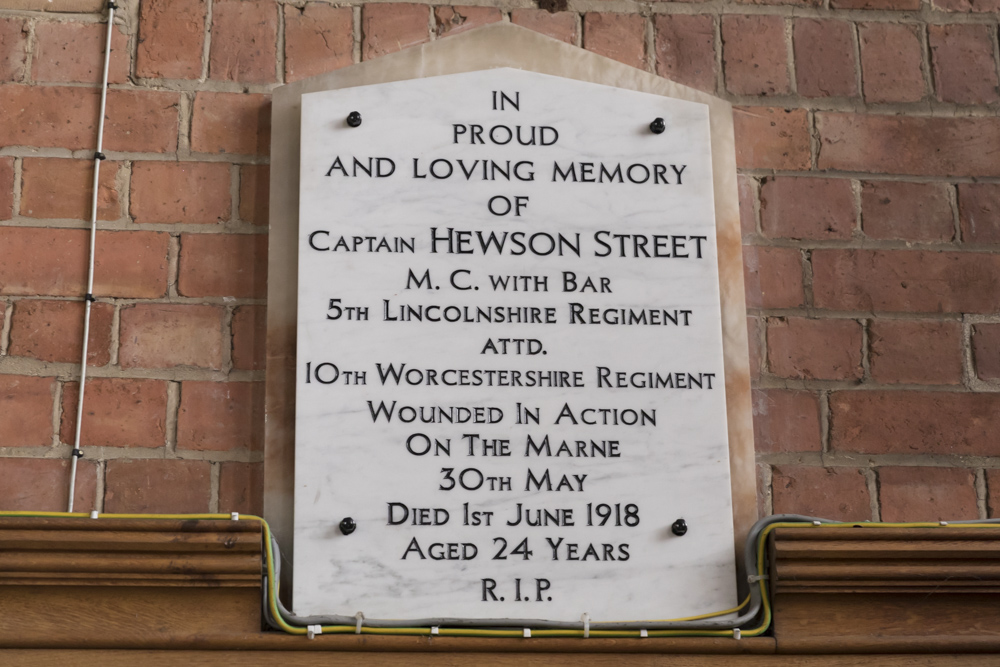 IN
PROUD
AND LOVING MEMORY
OF
CAPTAIN HEWSON STREET
M. C. WITH BAR
5TH LINCOLNSHIRE REGIMENT
ATTD.
10TH WORCESTERSHIRE REGIMENT
WOUNDED IN ACTION
ON THE MARNE
30TH MAY
DIED 1ST JUNE 1918
AGED 24 YEARS
R. I. P.